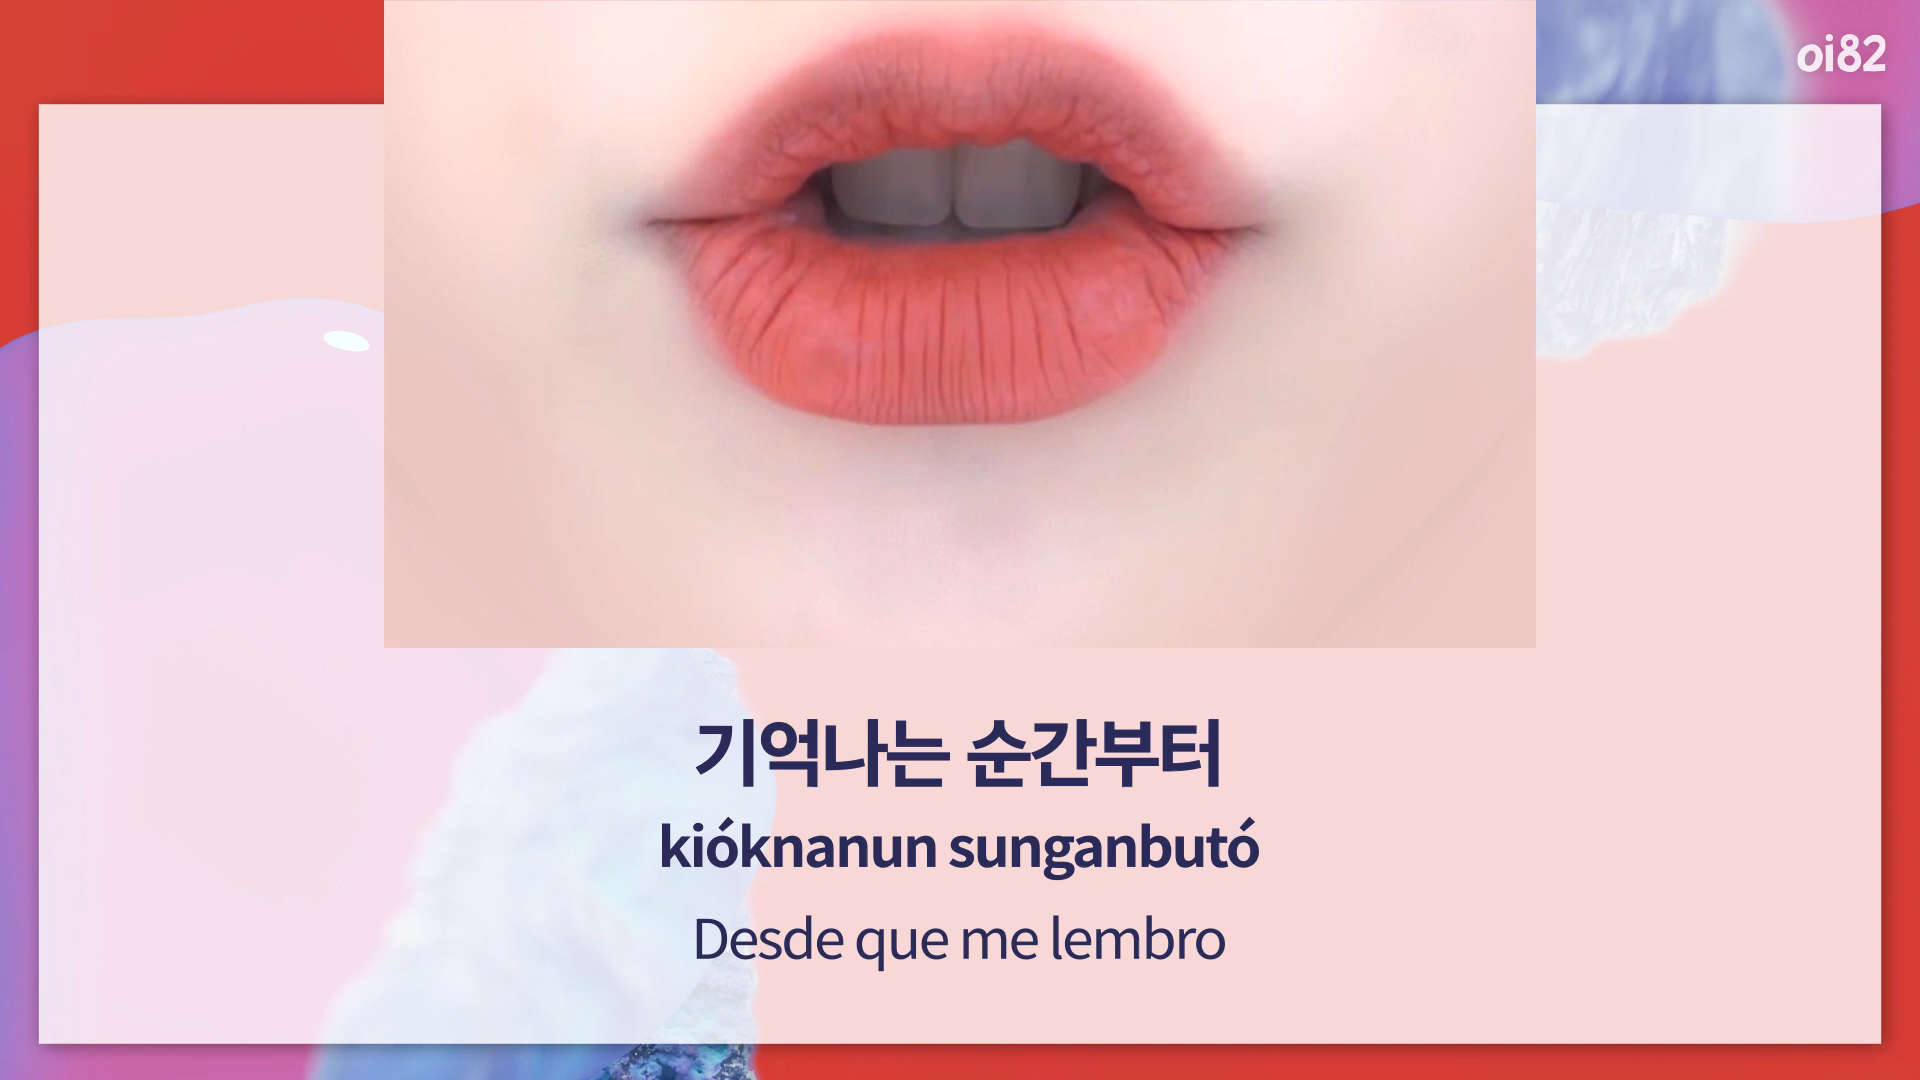 oi82
기억나는 순간부터
kióknanun sunganbutó
Desde que me lembro